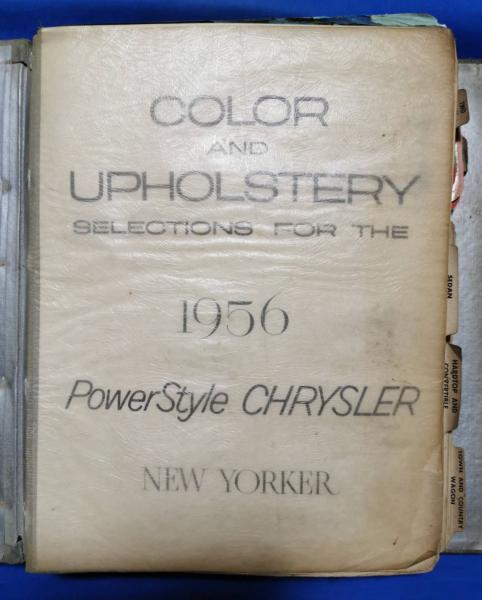 COLOR
AND
UPHOLSTERY
SELECTIONS FOR THE
1956
PowerStyle CHRYSLER
NEW YORKER
SEDAN
HARDTOP AND
CONVERTIBLE
TOWN AND COUNTRY
WAGON